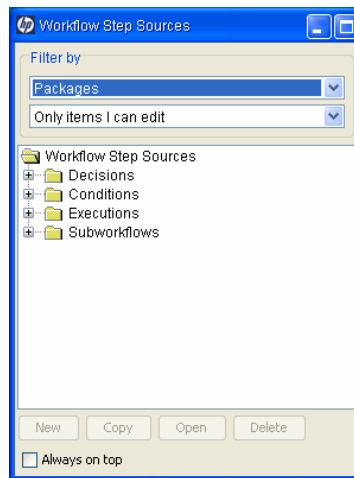 hp Workflow Step Sources
Filter by
Packages
Only items I can edit
Workflow Step Sources
Decisions
Conditions
Executions
Subworkflows
New Copy Open Delete
Always on top